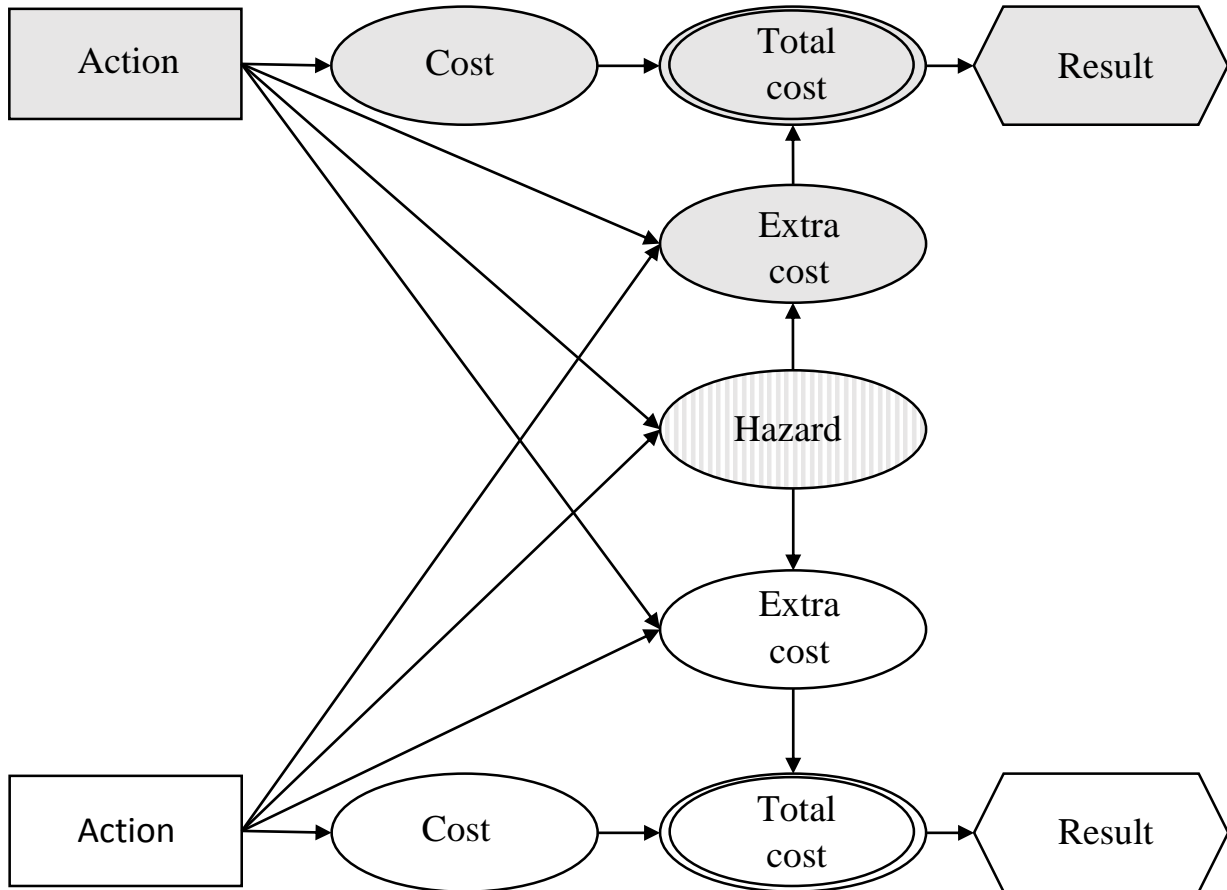 Action
Cost
Total
cost
Result
Extra
cost
Hazard
Extra
cost
Action
Cost
Total
cost
Result